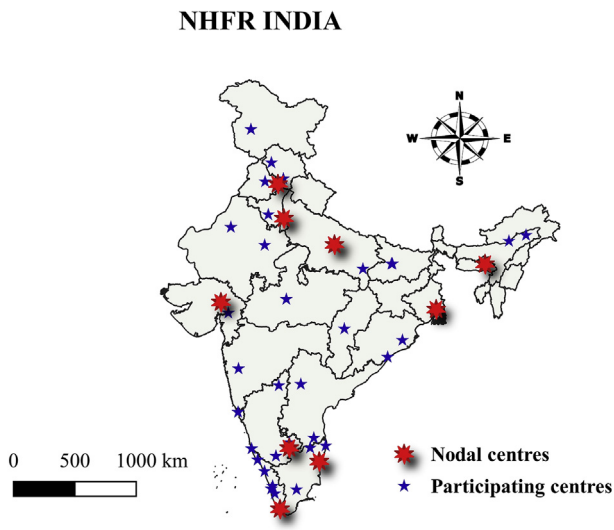 NHFR INDIA
N
W E
S
0 500 1000 km
Nodal centres
Participating centres